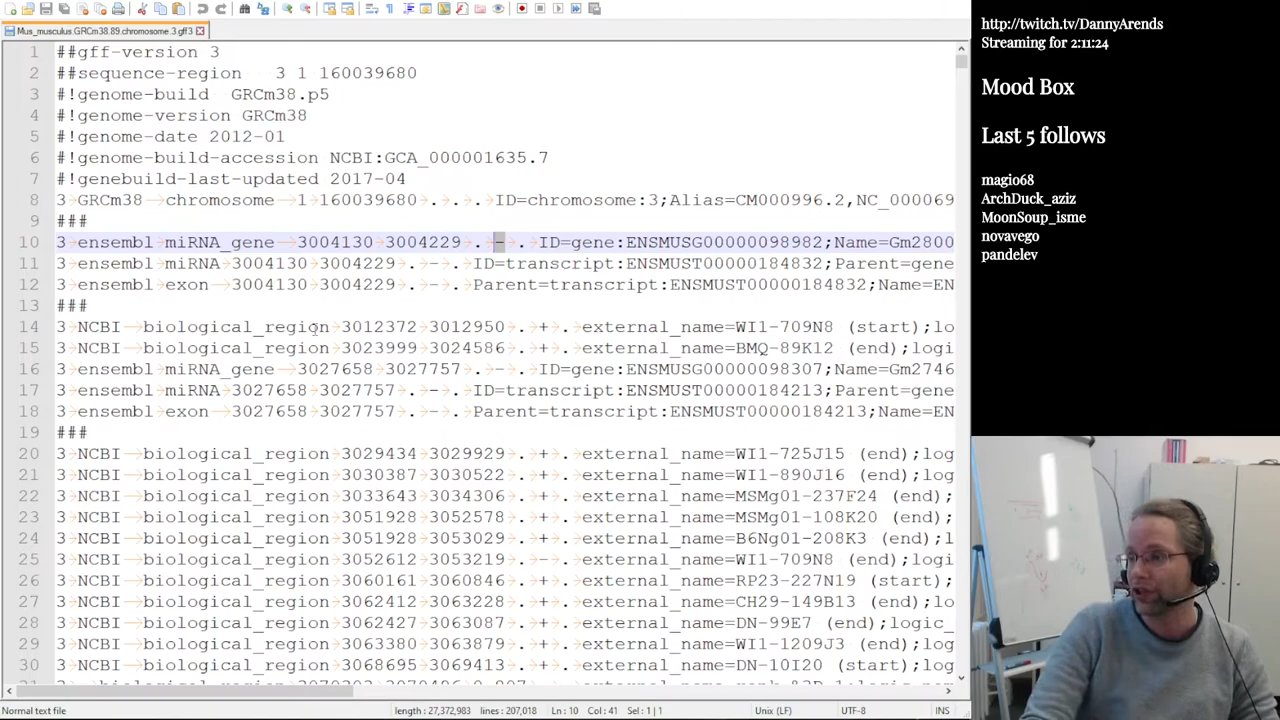 Mus_musculus.GRCm38.89.chromosome.3.gff3
1 ##gff-version 3
2 ##sequence-region 3 1 160039680
3 #!genome-build GRCm38.p5
4 #!genome-version GRCm38
5 #!genome-date 2012-01
6 #!genome-build-accession NCBI:GCA_000001635.7
7 #!genebuild-last-updated 2017-04
8 3 GRCm38 chromosome 1 160039680 . . . ID=chromosome:3;Alias=CM000996.2,NC_000069
9 ###
10 3 ensembl miRNA_gene 3004130 3004229 . - . ID=gene:ENSMUSG00000098982;Name=Gm2800
11 3 ensembl miRNA 3004130 3004229 . - . ID=transcript:ENSMUST00000184832;Parent=gene
12 3 ensembl exon 3004130 3004229 . - . Parent=transcript:ENSMUST00000184832;Name=EN
13 ###
14 3 NCBI biological_region 3012372 3012950 . + . external_name=WI1-709N8 (start);lo
15 3 NCBI biological_region 3023999 3024586 . + . external_name=BMQ-89K12 (end);logi
16 3 ensembl miRNA_gene 3027658 3027757 . - . ID=gene:ENSMUSG00000098307;Name=Gm2746
17 3 ensembl miRNA 3027658 3027757 . - . ID=transcript:ENSMUST00000184213;Parent=gene
18 3 ensembl exon 3027658 3027757 . - . Parent=transcript:ENSMUST00000184213;Name=EN
19 ###
20 3 NCBI biological_region 3029434 3029929 . + . external_name=WI1-725J15 (end);log
21 3 NCBI biological_region 3030387 3030522 . + . external_name=WI1-890J16 (end);log
22 3 NCBI biological_region 3033643 3034306 . + . external_name=MSMg01-237F24 (end);
23 3 NCBI biological_region 3051928 3052578 . + . external_name=MSMg01-108K20 (end);
24 3 NCBI biological_region 3051928 3053029 . + . external_name=B6Ng01-208K3 (end);l
25 3 NCBI biological_region 3052612 3053219 . - . external_name=WI1-709N8 (end);logi
26 3 NCBI biological_region 3060161 3060846 . + . external_name=RP23-227N19 (start);
27 3 NCBI biological_region 3062412 3063228 . + . external_name=CH29-149B13 (end);lo
28 3 NCBI biological_region 3062427 3063087 . + . external_name=DN-99E7 (end);logic_
29 3 NCBI biological_region 3063380 3063879 . + . external_name=WI1-1209J3 (end);log
30 3 NCBI biological_region 3068695 3069413 . + . external_name=DN-10I20 (start);log
Normal text file length : 27,372,983 lines : 207,018 Ln : 10 Col : 41 Sel : 1 | 1 Unix (LF) UTF-8 INS
http://twitch.tv/DannyArends
Streaming for 2:11:24
Mood Box
Last 5 follows
magio68
ArchDuck_aziz
MoonSoup_isme
novavego
pandelev